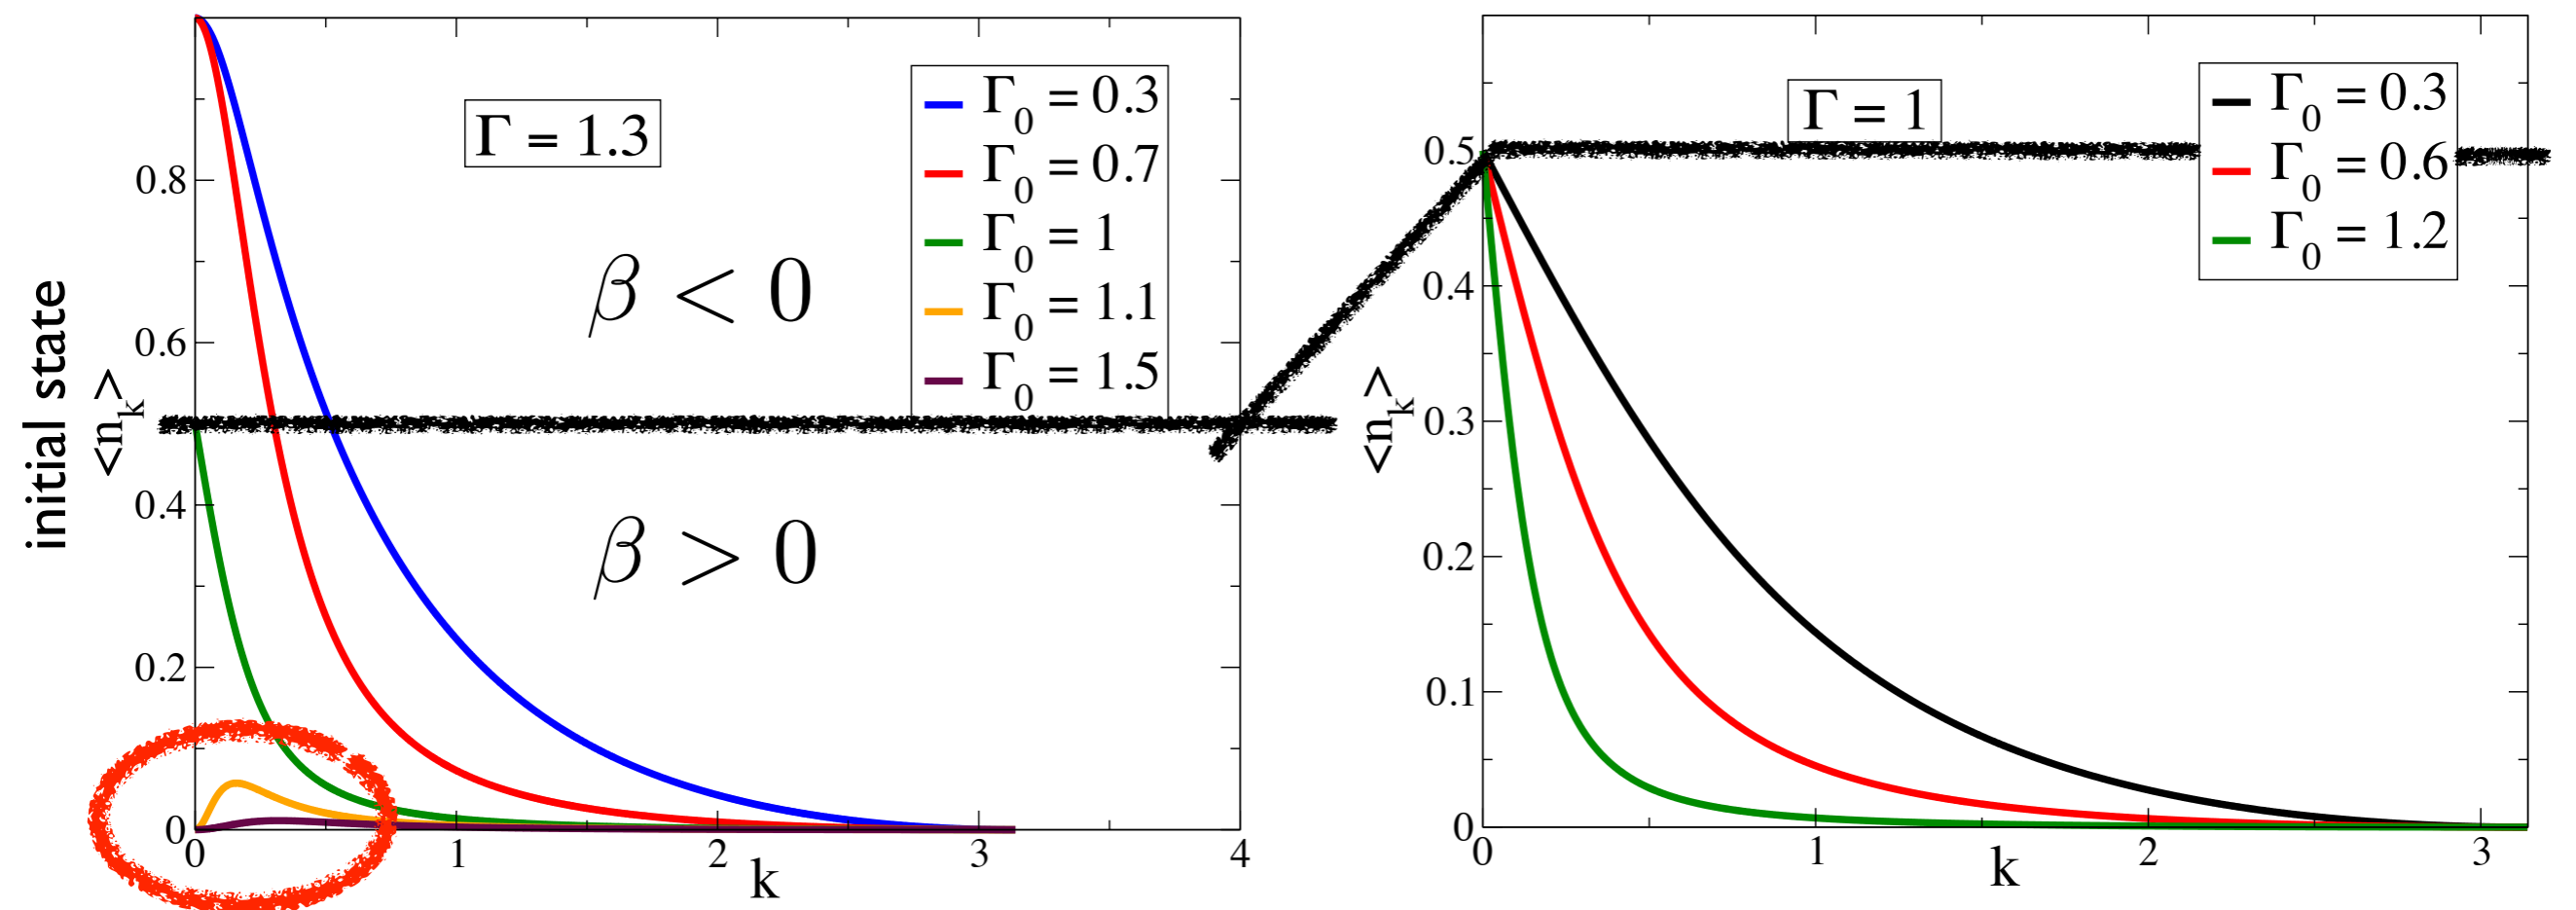 initial state
<n_k>
0.8
0.6
0.4
0.2
0
Γ = 1.3
Γ_0 = 0.3
Γ_0 = 0.7
Γ_0 = 1
Γ_0 = 1.1
Γ_0 = 1.5
β < 0
β > 0
0 1 2 3 4
k
<n_k>
0.5
0.4
0.3
0.2
0.1
0
Γ = 1
Γ_0 = 0.3
Γ_0 = 0.6
Γ_0 = 1.2
0 1 2 3
k